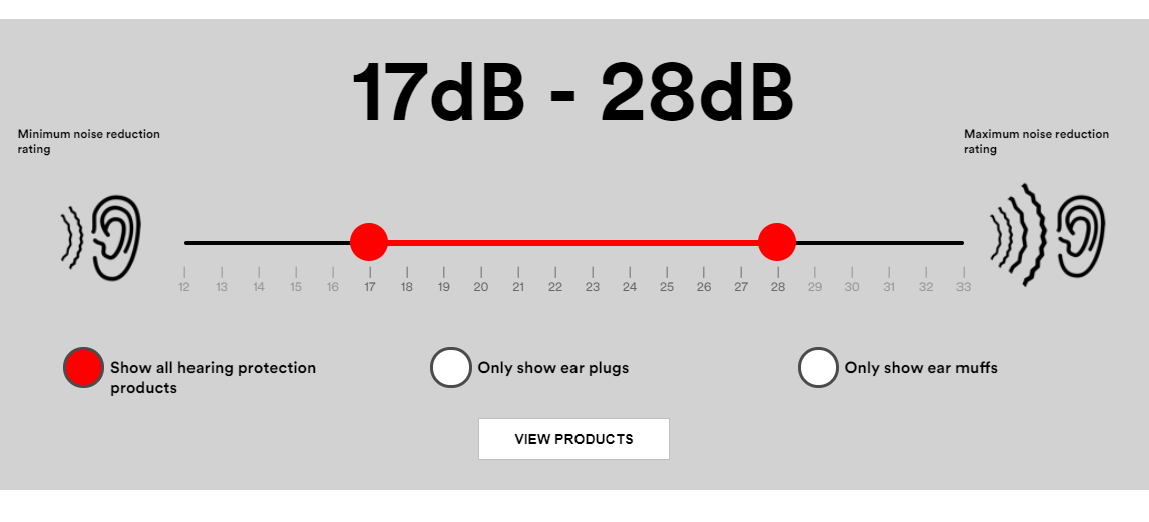 17dB - 28dB
Minimum noise reduction
rating
Maximum noise reduction
rating
12 13 14 15 16 17 18 19 20 21 22 23 24 25 26 27 28 29 30 31 32 33
Show all hearing protection
products
Only show ear plugs
Only show ear muffs
VIEW PRODUCTS